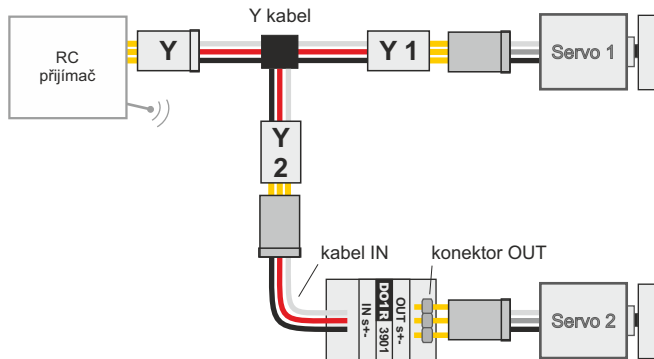 Y kabel
RC
přijímač
Y
Y 1
Servo 1
Y
2
kabel IN
konektor OUT
IN s+-
DO1R 3901
OUT s+-
Servo 2